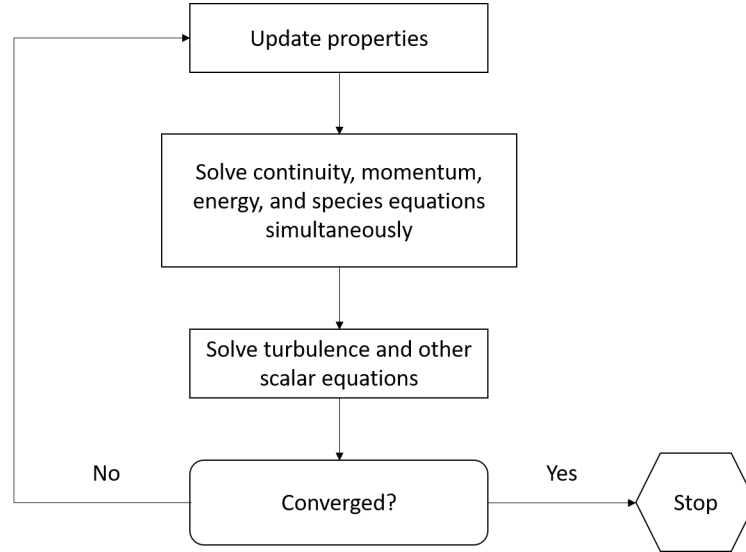 Update properties
Solve continuity, momentum,
energy, and species equations
simultaneously
Solve turbulence and other
scalar equations
No
Converged?
Yes
Stop